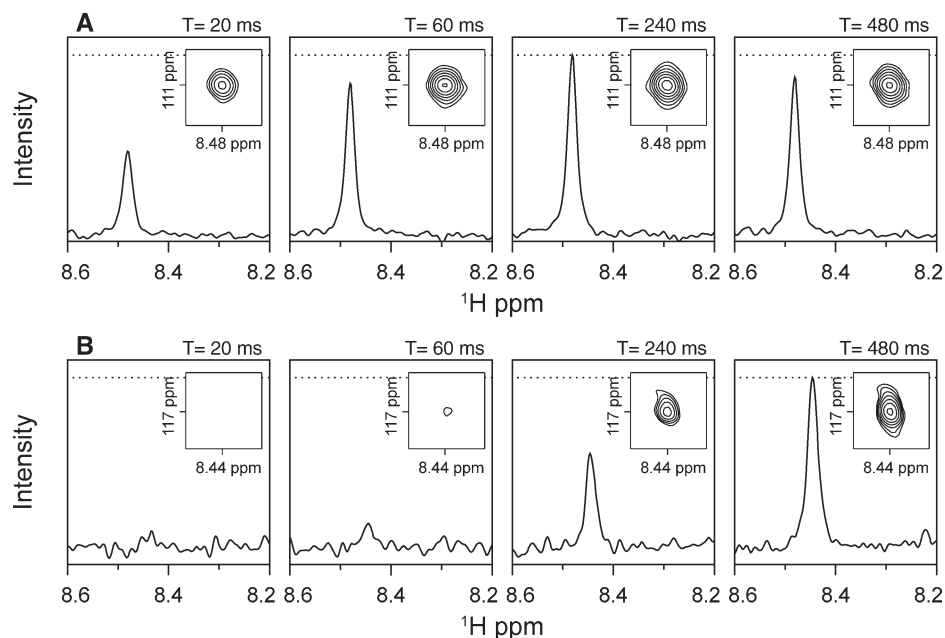 A
T= 20 ms
T= 60 ms
T= 240 ms
T= 480 ms
Intensity
111 ppm
8.48 ppm
111 ppm
8.48 ppm
111 ppm
8.48 ppm
111 ppm
8.48 ppm
8.6 8.4 8.2
8.6 8.4 8.2
8.6 8.4 8.2
8.6 8.4 8.2
¹H ppm
B
T= 20 ms
T= 60 ms
T= 240 ms
T= 480 ms
Intensity
117 ppm
8.44 ppm
117 ppm
8.44 ppm
117 ppm
8.44 ppm
117 ppm
8.44 ppm
8.6 8.4 8.2
8.6 8.4 8.2
8.6 8.4 8.2
8.6 8.4 8.2
¹H ppm